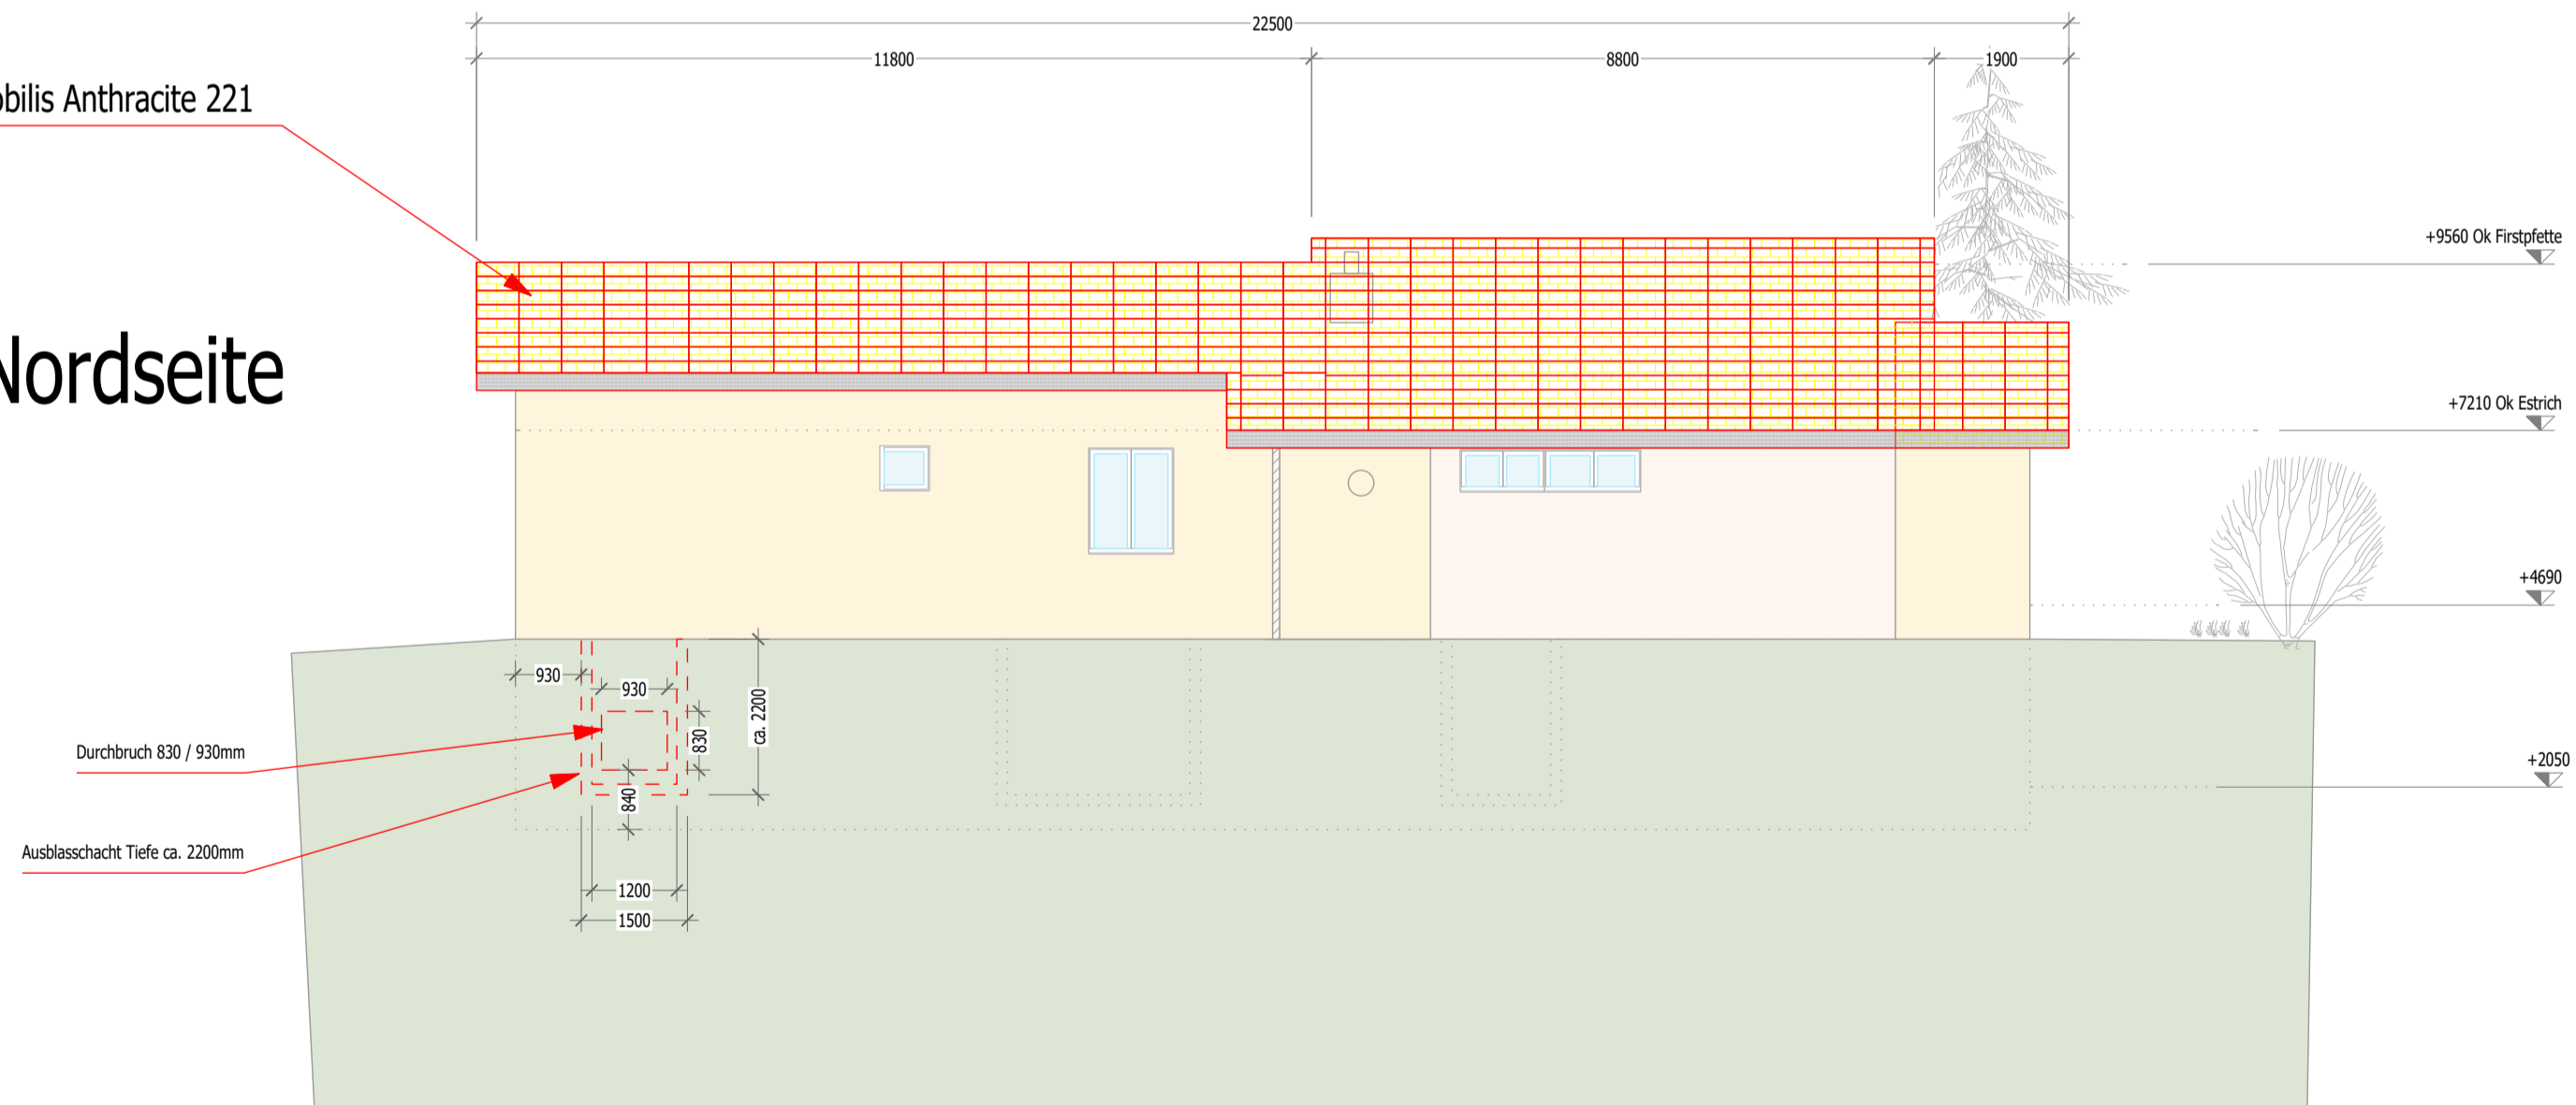 22500
11800
8800
1900
obilis Anthracite 221
Nordseite
+9560 Ok Firstpfette
+7210 Ok Estrich
+4690
+2050
930
930
830
ca. 2200
840
Durchbruch 830 / 930mm
Ausblasschacht Tiefe ca. 2200mm
1200
1500